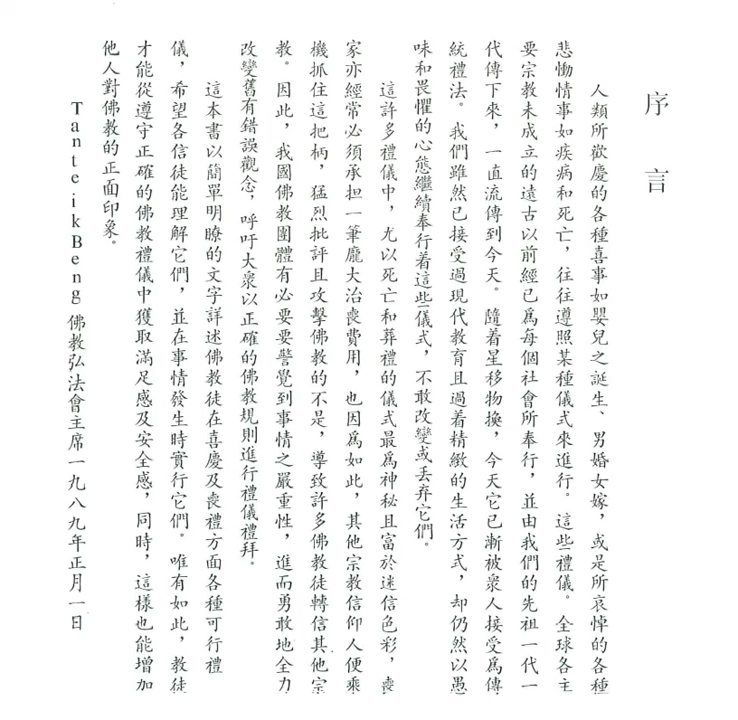 序言
人類所歡慶的各種喜事如嬰兒之誕生、男婚女嫁，或是所哀悼的各種
悲慟情事如疾病和死亡，往往遵照某種儀式來進行。這些禮儀。全球各主
要宗教未成立的遠古以前經已為每個社會所奉行，並由我們的先祖一代一
代傳下來，一直流傳到今天。隨着星移物換，今天它已漸被衆人接受爲傳
統禮法。我們雖然已接受過現代教育且過着精緻的生活方式，却仍然以愚
味和畏懼的心態繼續奉行着這些儀式，不敢改變或丢弃它們。
這許多禮儀中，尤以死亡和葬禮的儀式最爲神秘且富於迷信色彩，喪
家亦經常必須承担一筆龐大治喪費用，也因爲如此，其他宗教信仰人便乘
機抓住這把柄，猛烈批評且攻擊佛教的不是，導致許多佛教徒轉信其他宗
教。因此，我國佛教團體有必要要警覺到事情之嚴重性，進而勇敢地全力
改變舊有錯誤觀念，呼吁大衆以正確的佛教規則進行禮儀禮拜。
這本書以簡單明瞭的文字詳述佛教徒在喜慶及喪禮方面各種可行禮
儀，希望各信徒能理解它們，並在事情發生時實行它們。唯有如此，教徒
才能從遵守正確的佛教禮儀中獲取滿足感及安全感，同時，這樣也能增加
他人對佛教的正面印象。
Tanteik Beng 佛教弘法會主席一九八九年正月一日